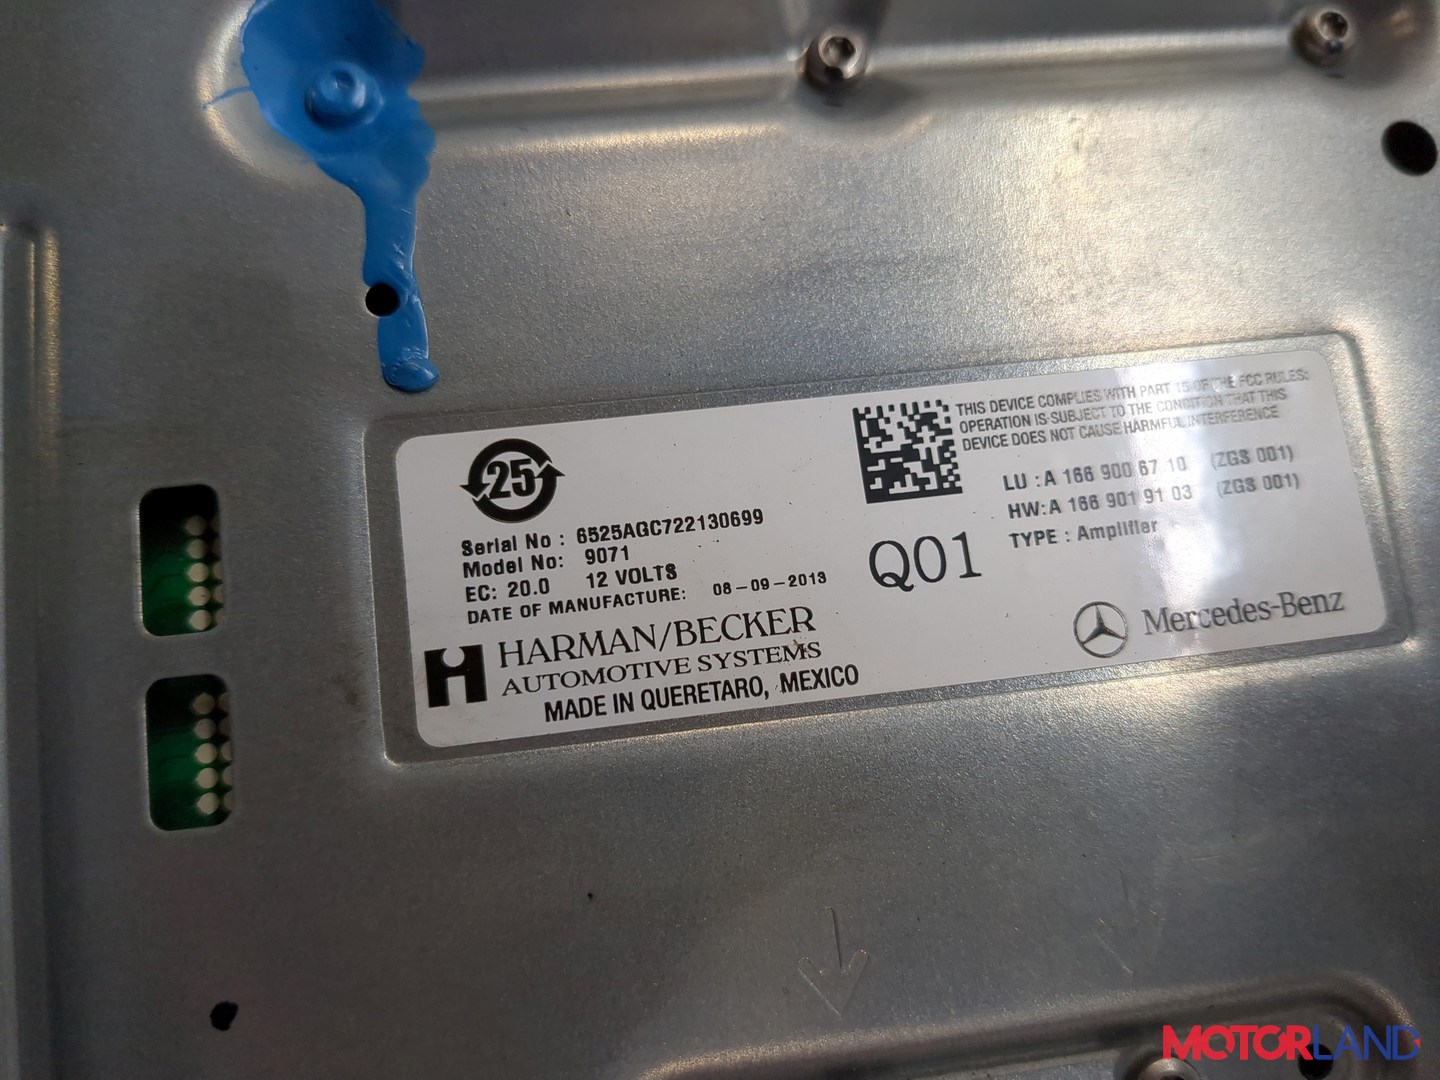 25
Serial No : 6525AGC722130699
Model No: 9071
EC: 20.0 12 VOLTS
DATE OF MANUFACTURE: 08-09-2013
HARMAN/BECKER
AUTOMOTIVE SYSTEMS
MADE IN QUERETARO, MEXICO
THIS DEVICE COMPLIES WITH PART 15 OF THE FCC RULES:
OPERATION IS SUBJECT TO THE CONDITION THAT THIS
DEVICE DOES NOT CAUSE HARMFUL INTERFERENCE
LU : A 166 900 67 10 (ZGS 001)
HW: A 166 901 91 03 (ZGS 001)
TYPE : Amplifier
Q01
Mercedes-Benz
MOTORLAND